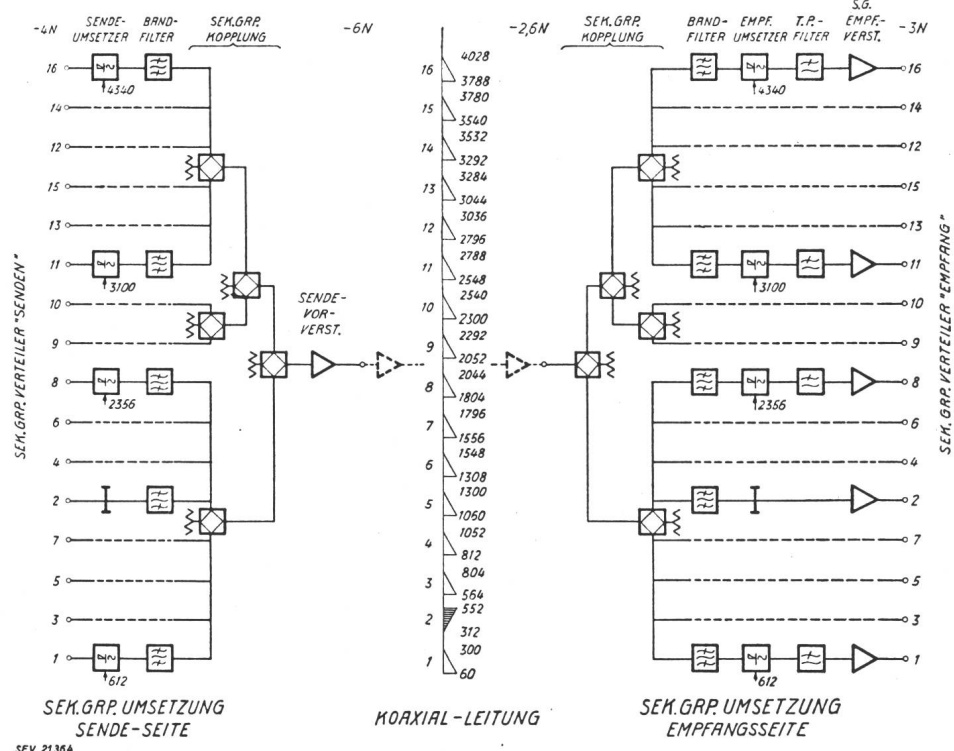 -4N
SENDE-
UMSETZER
BAND-
FILTER
SEK.GRP.
KOPPLUNG
-6N
-2,6N
SEK.GRP.
KOPPLUNG
BAND-
FILTER
EMPF.
UMSETZER
T.P.-
FILTER
S.G.
EMPF.-
VERST.
-3N
SEK.GRP. VERTEILER "SENDEN"
16
4340
14
12
15
13
11
3100
10
9
8
2356
6
4
2
7
5
3
1
612
SENDE-
VOR-
VERST.
16 4028
3788
15 3780
3540
14 3532
3292
13 3284
3044
12 3036
2796
11 2788
2548
10 2540
2300
9 2292
2052
8 2044
1804
7 1796
1556
6 1548
1308
5 1300
1060
4 1052
812
3 804
564
2 552
312
1 300
60
4340
16
14
12
15
13
3100
11
10
9
8
2356
6
4
2
7
5
3
1
612
SEK.GRP. VERTEILER "EMPFANG"
SEK.GRP. UMSETZUNG
SENDE-SEITE
KOAXIAL-LEITUNG
SEK.GRP. UMSETZUNG
EMPFANGSSEITE
SEV 21364